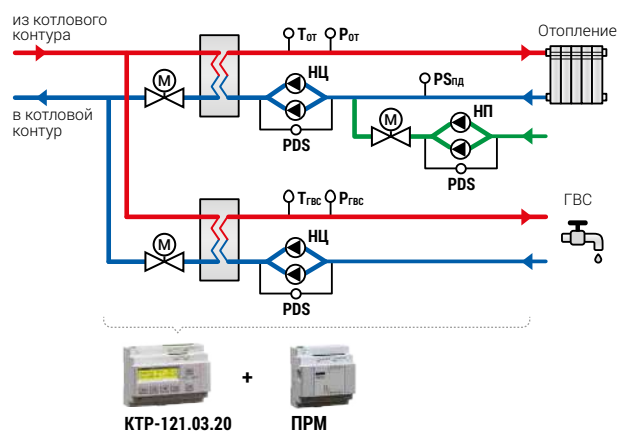 из котлового
контура
Tот
Pот
Отопление
M
НЦ
PSпд
в котловой
контур
PDS
M
НП
PDS
Tгвс
Pгвс
ГВС
M
НЦ
PDS
+
КТР-121.03.20
ПРМ